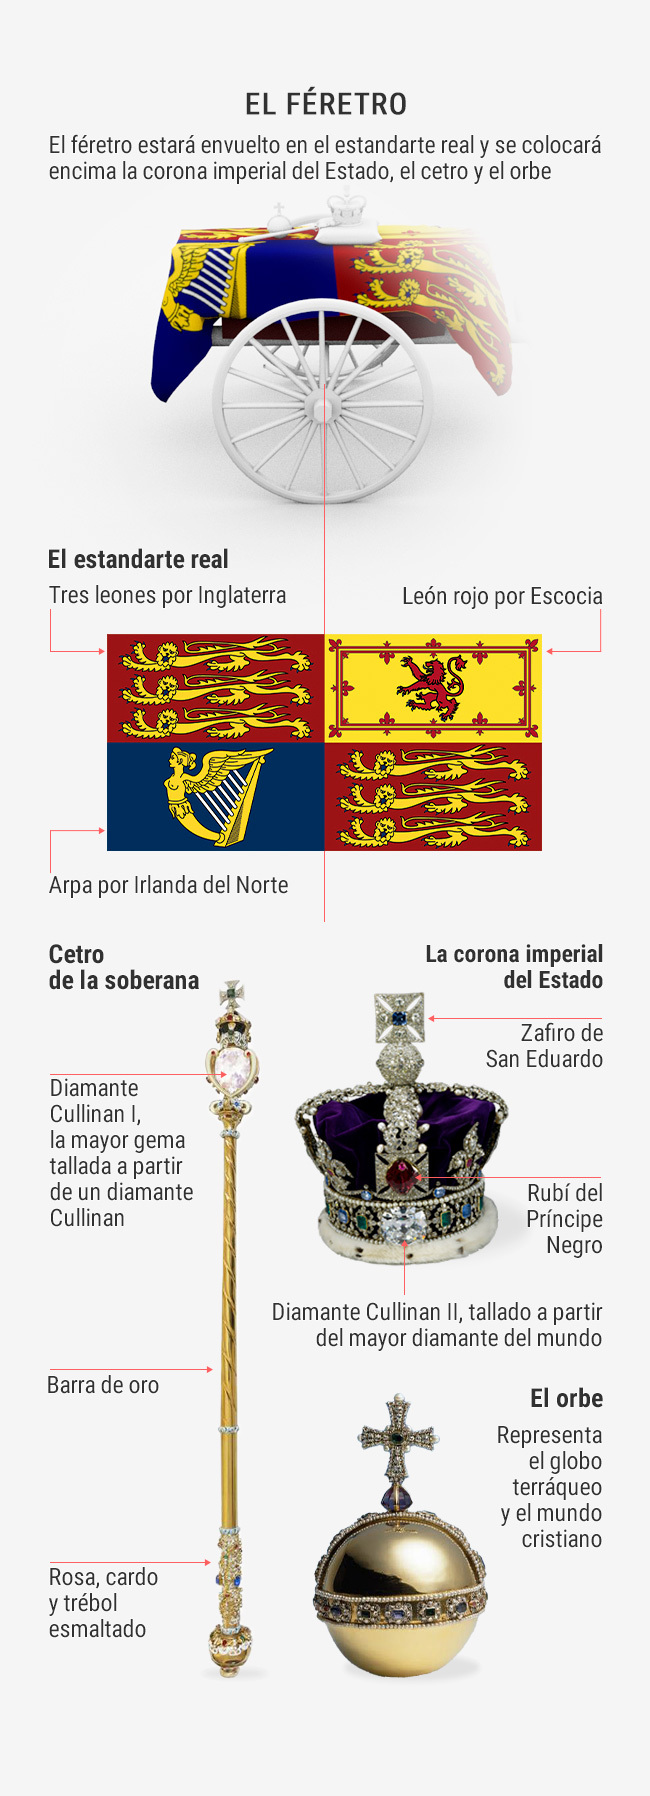 EL FÉRETRO
El féretro estará envuelto en el estandarte real y se colocará
encima la corona imperial del Estado, el cetro y el orbe
El estandarte real
Tres leones por Inglaterra
León rojo por Escocia
Arpa por Irlanda del Norte
Cetro
de la soberana
Diamante
Cullinan I,
la mayor gema
tallada a partir
de un diamante
Cullinan
Barra de oro
Rosa, cardo
y trébol
esmaltado
La corona imperial
del Estado
Zafiro de
San Eduardo
Rubí del
Príncipe
Negro
Diamante Cullinan II, tallado a partir
del mayor diamante del mundo
El orbe
Representa
el globo
terráqueo
y el mundo
cristiano